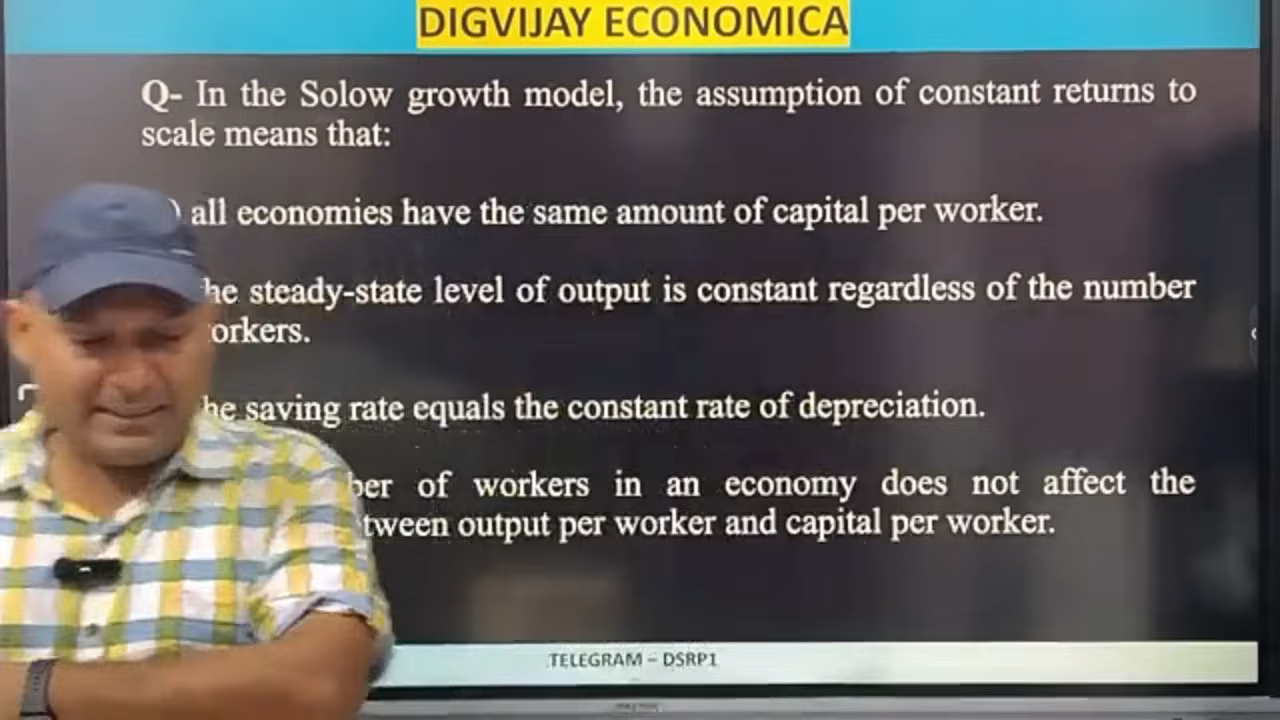 DIGVIJAY ECONOMICA
Q- In the Solow growth model, the assumption of constant returns to
scale means that:
) all economies have the same amount of capital per worker.
he steady-state level of output is constant regardless of the number
orkers.
he saving rate equals the constant rate of depreciation.
ber of workers in an economy does not affect the
tween output per worker and capital per worker.
TELEGRAM – DSRP1